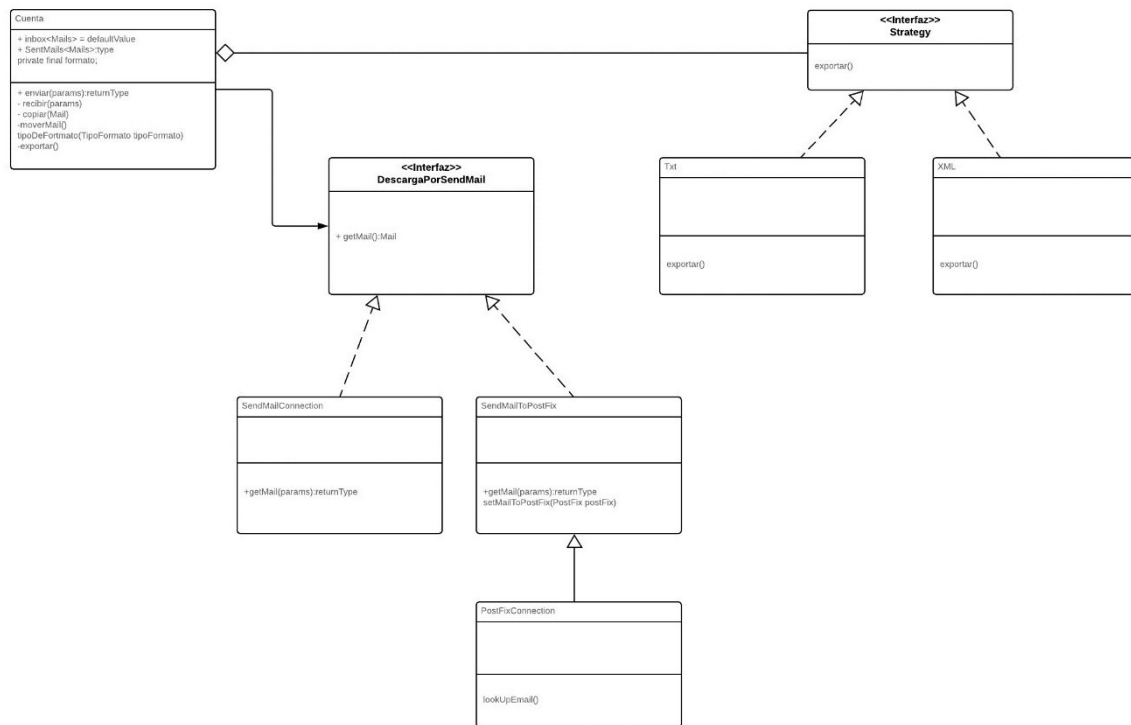 Cuenta
+ inbox<Mails> = defaultValue
+ SentMails<Mails>:type
private final formato;
+ enviar(params):returnType
- recibir(params)
- copiar(Mail)
-moverMail()
tipoDeFortmato(TipoFormato tipoFormato)
-exportar()
<<Interfaz>>
Strategy
exportar()
<<Interfaz>>
DescargaPorSendMail
+ getMail():Mail
Txt
exportar()
XML
exportar()
SendMailConnection
+getMail(params):returnType
SendMailToPostFix
+getMail(params):returnType
setMailToPostFix(PostFix postFix)
PostFixConnection
lookUpEmail()